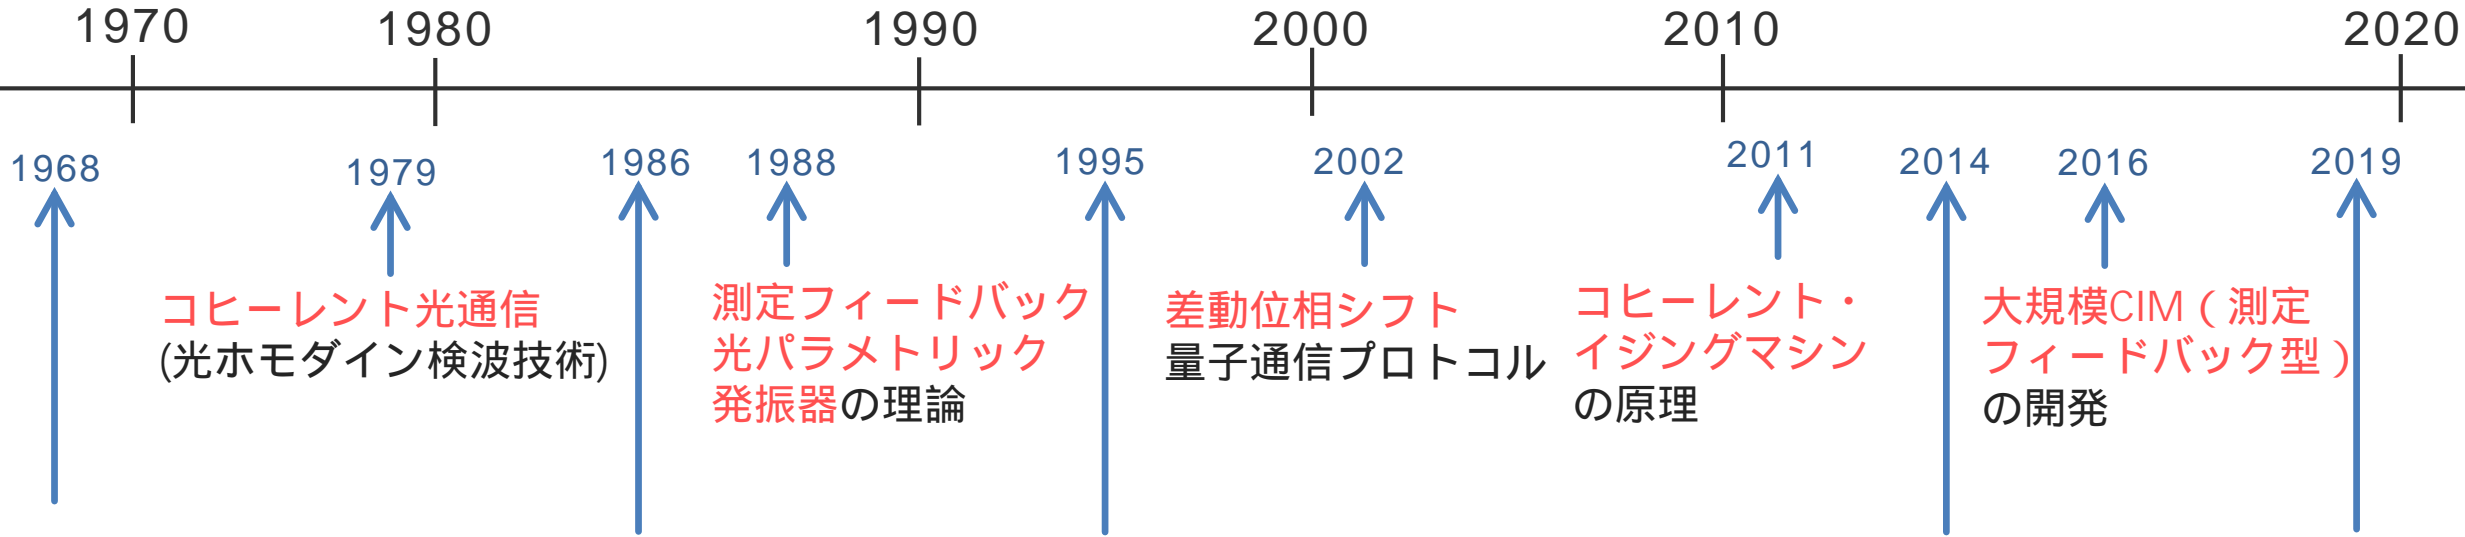 1970
1980
1990
2000
2010
2020
1968
1979
1986
1988
1995
2002
2011
2014
2016
2019
コヒーレント光通信
(光ホモダイン検波技術)
測定フィードバック
光パラメトリック
発振器の理論
差動位相シフト
量子通信プロトコル
コヒーレント・
イジングマシン
の原理
大規模CIM（測定
フィードバック型）
の開発